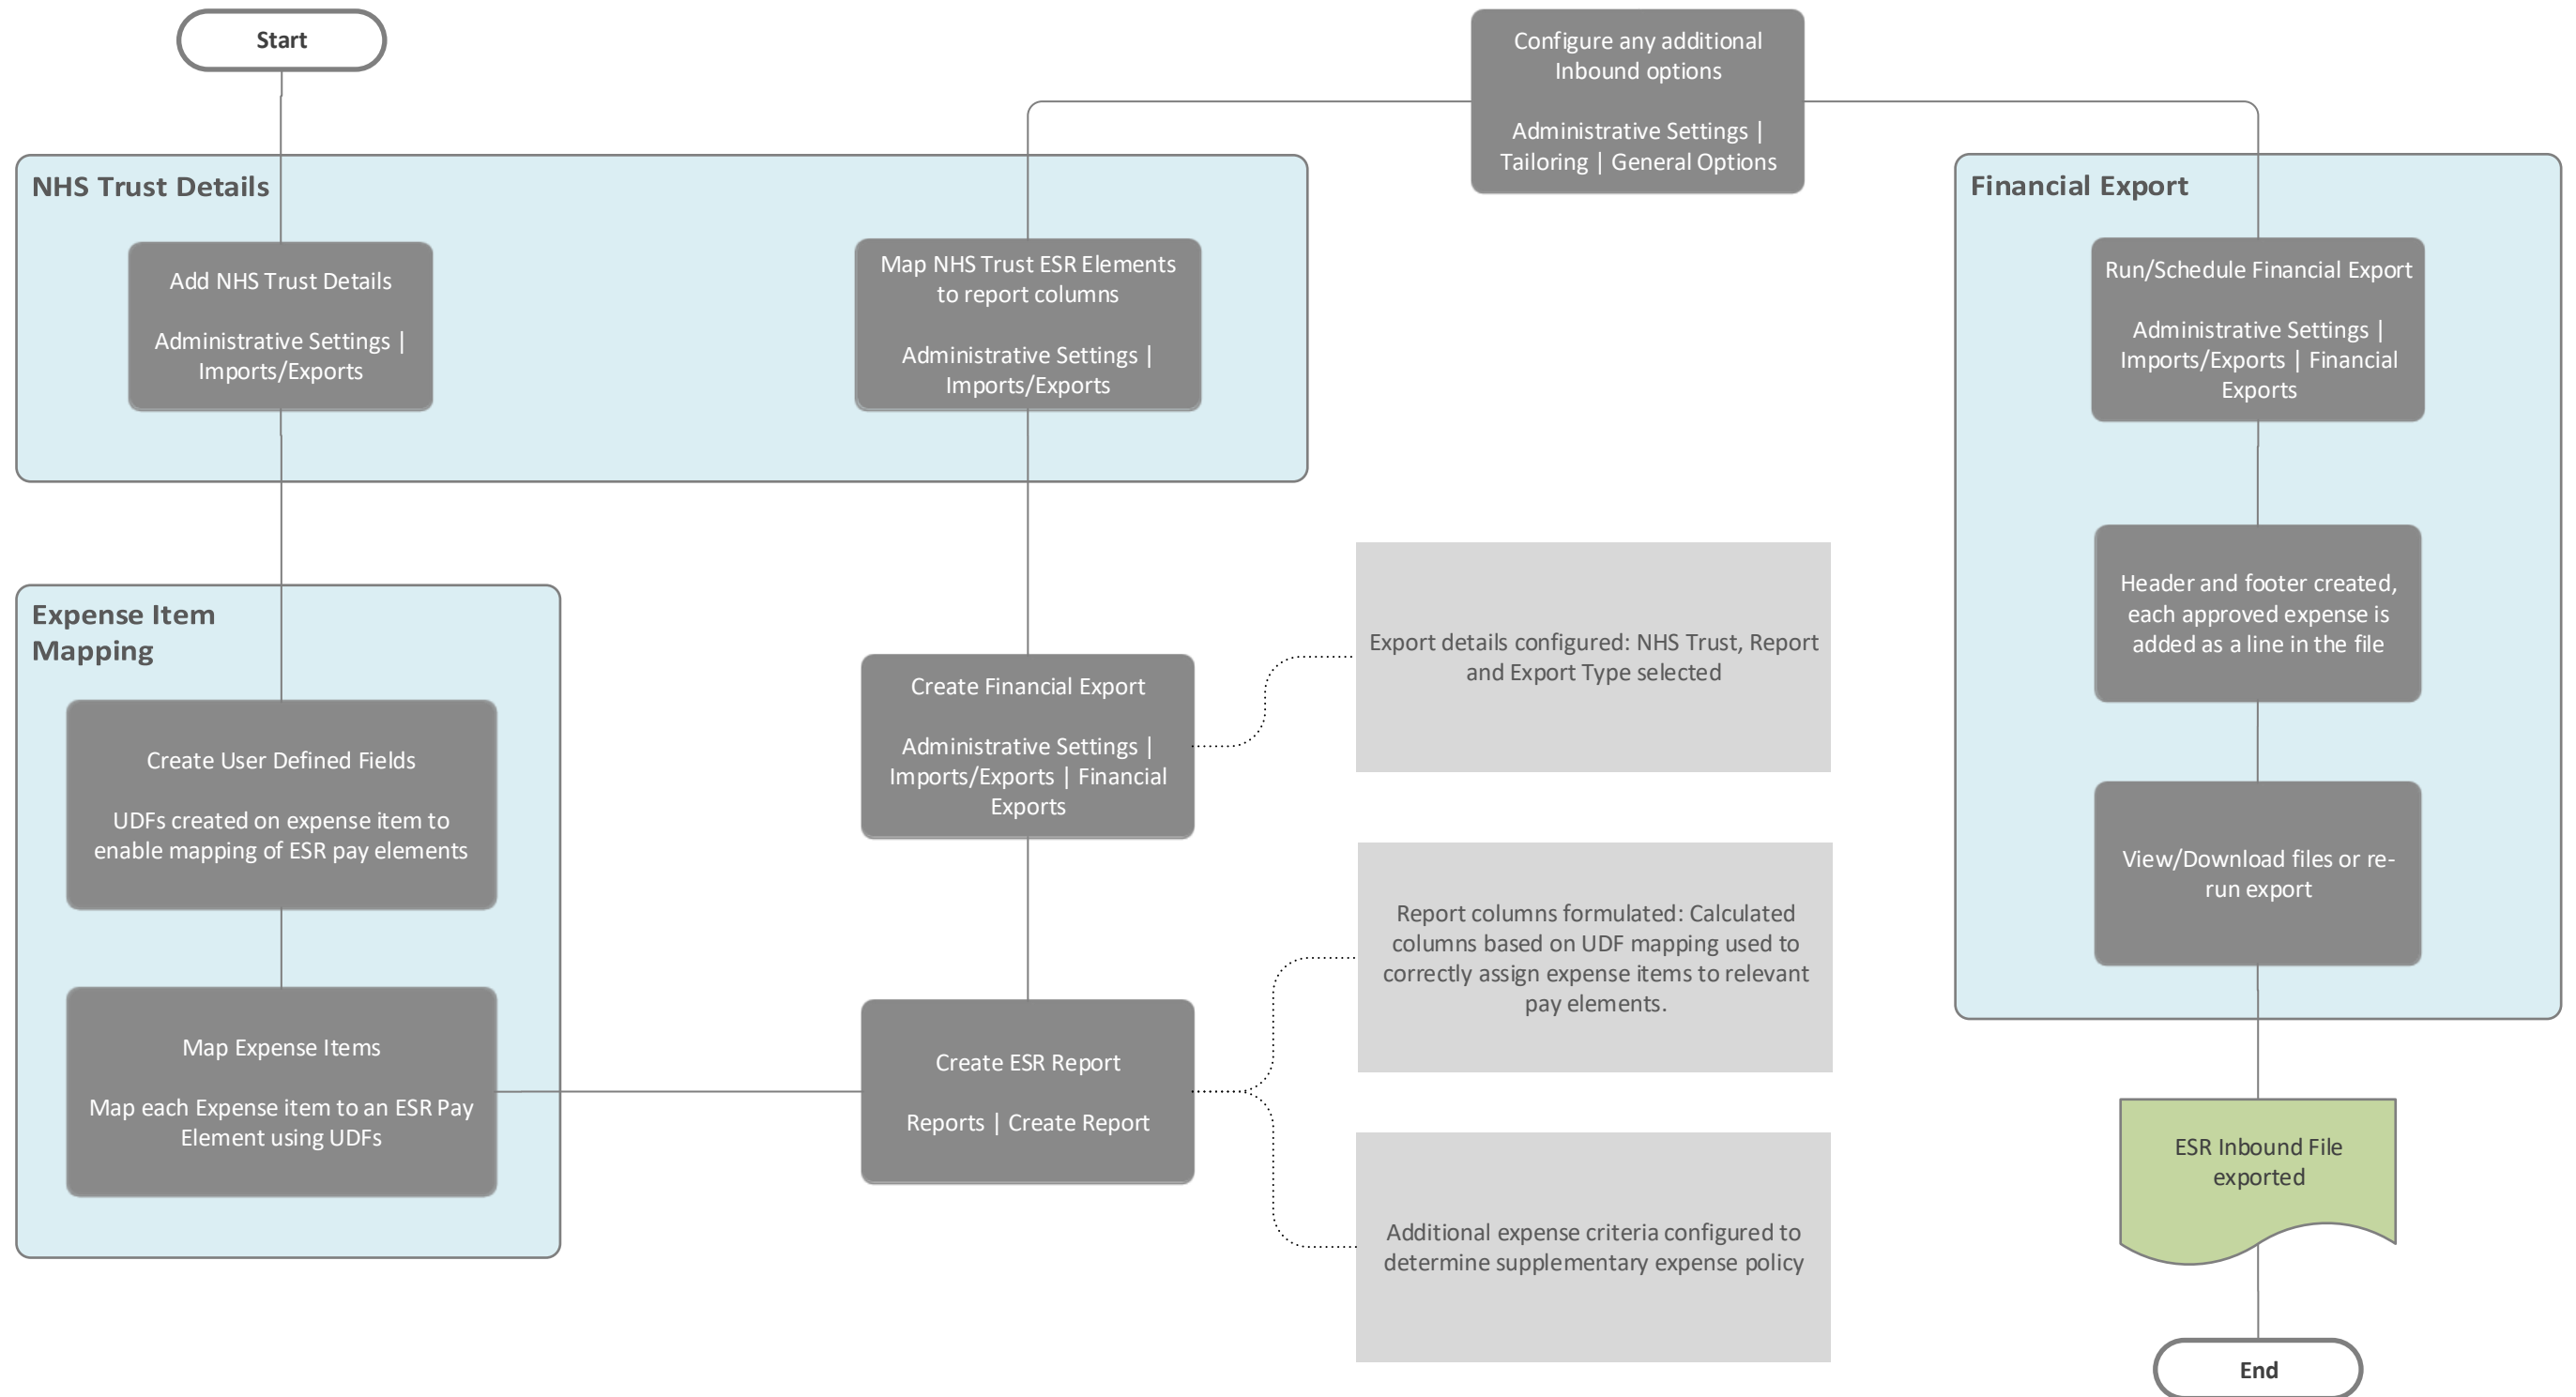 Start
NHS Trust Details
Add NHS Trust Details
Administrative Settings |
Imports/Exports
Expense Item
Mapping
Create User Defined Fields
UDFs created on expense item to
enable mapping of ESR pay elements
Map Expense Items
Map each Expense item to an ESR Pay
Element using UDFs
Create ESR Report
Reports | Create Report
Report columns formulated: Calculated
columns based on UDF mapping used to
correctly assign expense items to relevant
pay elements.
Additional expense criteria configured to
determine supplementary expense policy
Create Financial Export
Administrative Settings |
Imports/Exports | Financial
Exports
Export details configured: NHS Trust, Report
and Export Type selected
Map NHS Trust ESR Elements
to report columns
Administrative Settings |
Imports/Exports
Configure any additional
Inbound options
Administrative Settings |
Tailoring | General Options
Financial Export
Run/Schedule Financial Export
Administrative Settings |
Imports/Exports | Financial
Exports
Header and footer created,
each approved expense is
added as a line in the file
View/Download files or re-
run export
ESR Inbound File
exported
End